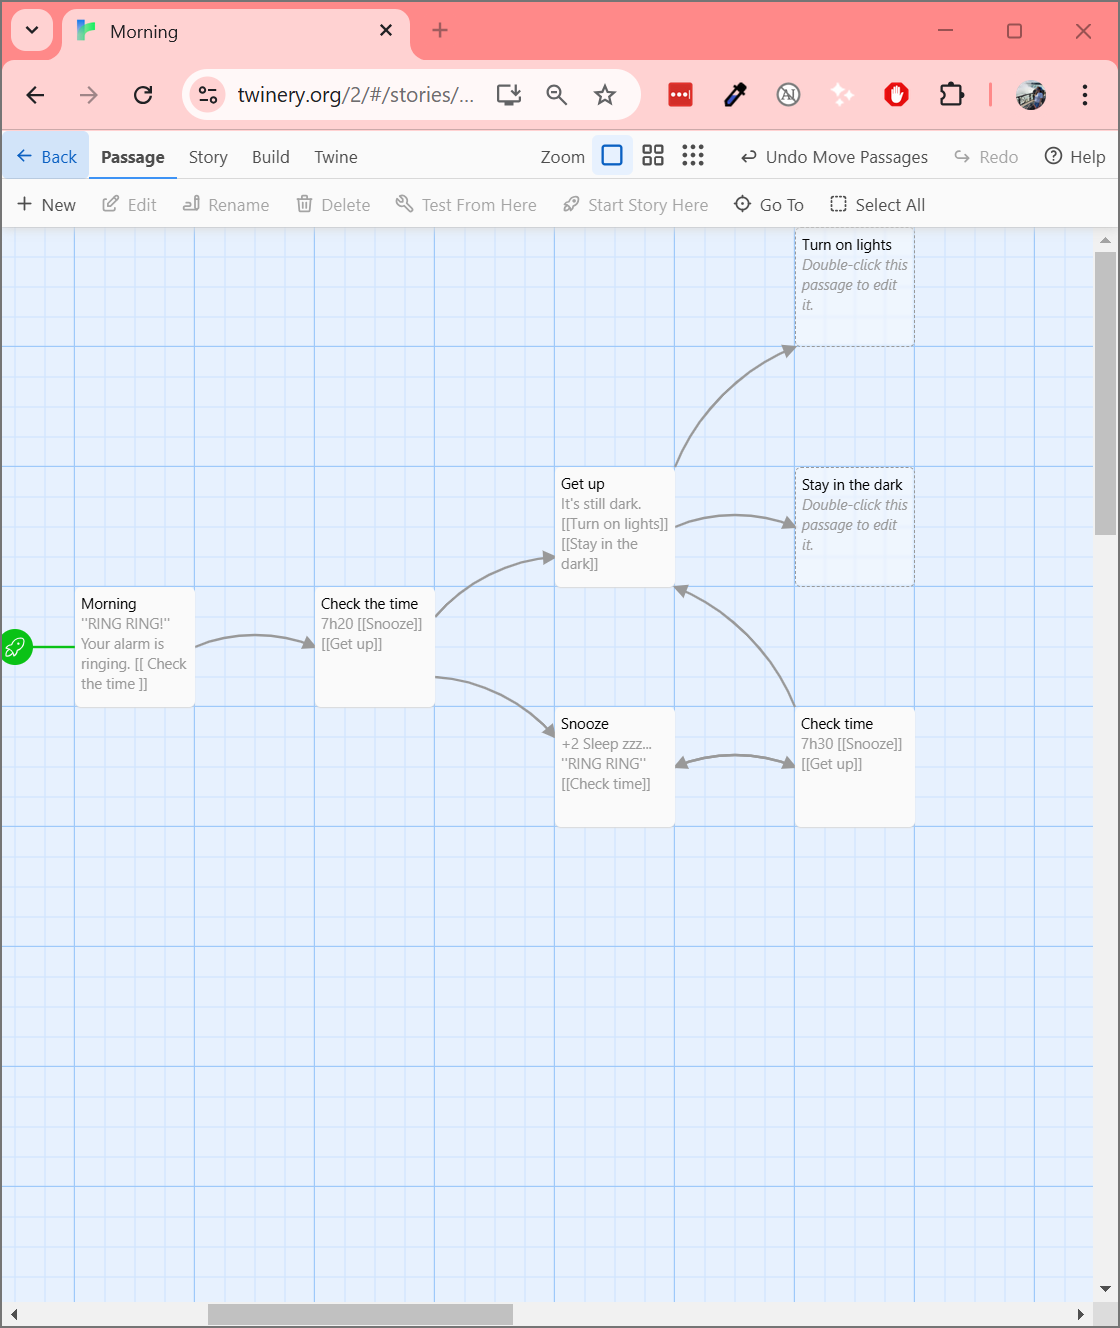 Morning
twinery.org/2/#/stories/...
Back
Passage
Story
Build
Twine
Zoom
Undo Move Passages
Redo
Help
New
Edit
Rename
Delete
Test From Here
Start Story Here
Go To
Select All
Turn on lights
Double-click this
passage to edit
it.
Get up
It's still dark.
[[Turn on lights]]
[[Stay in the
dark]]
Stay in the dark
Double-click this
passage to edit
it.
Morning
''RING RING!''
Your alarm is
ringing. [[ Check
the time ]]
Check the time
7h20 [[Snooze]]
[[Get up]]
Snooze
+2 Sleep zzz...
''RING RING''
[[Check time]]
Check time
7h30 [[Snooze]]
[[Get up]]